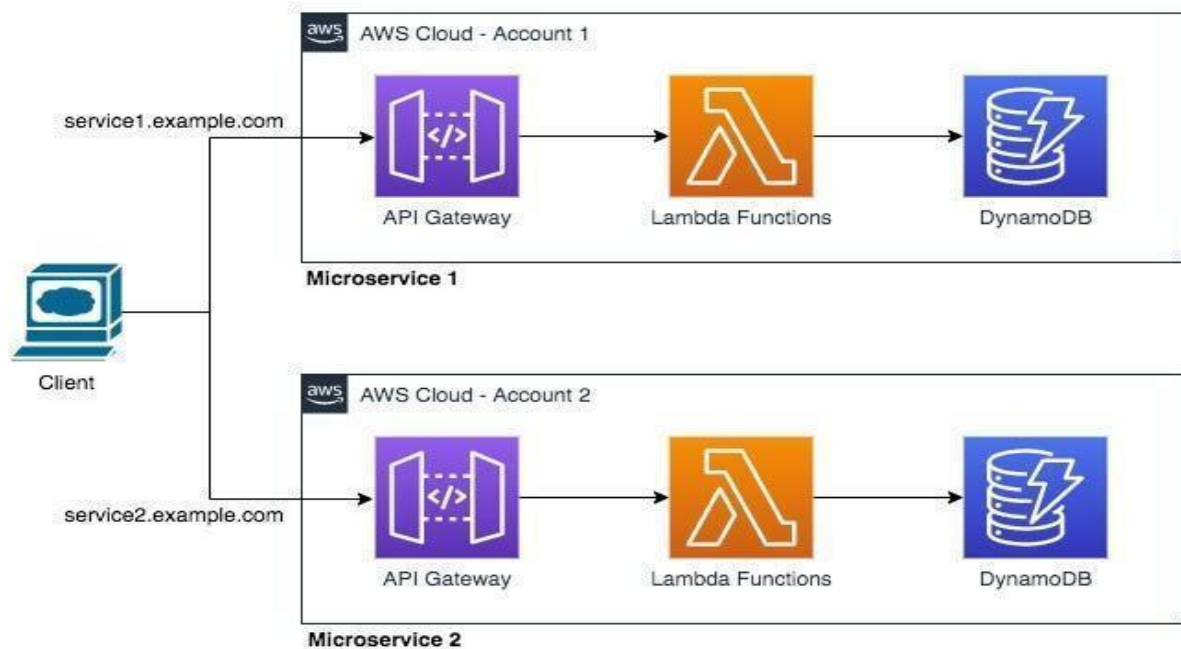 aws AWS Cloud - Account 1
service1.example.com
</>
API Gateway
Lambda Functions
DynamoDB
Microservice 1
Client
aws AWS Cloud - Account 2
service2.example.com
</>
API Gateway
Lambda Functions
DynamoDB
Microservice 2